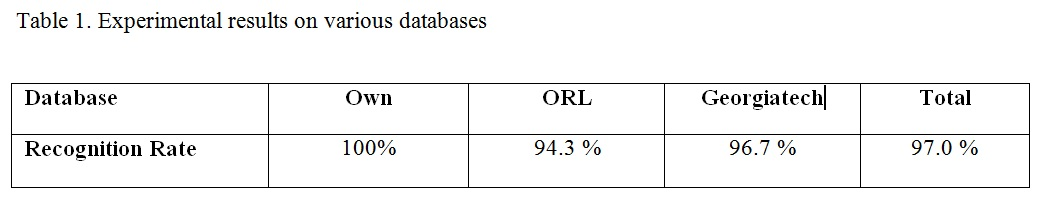 Table 1. Experimental results on various databases
Database Own ORL Georgiatech Total
Recognition Rate 100% 94.3 % 96.7 % 97.0 %